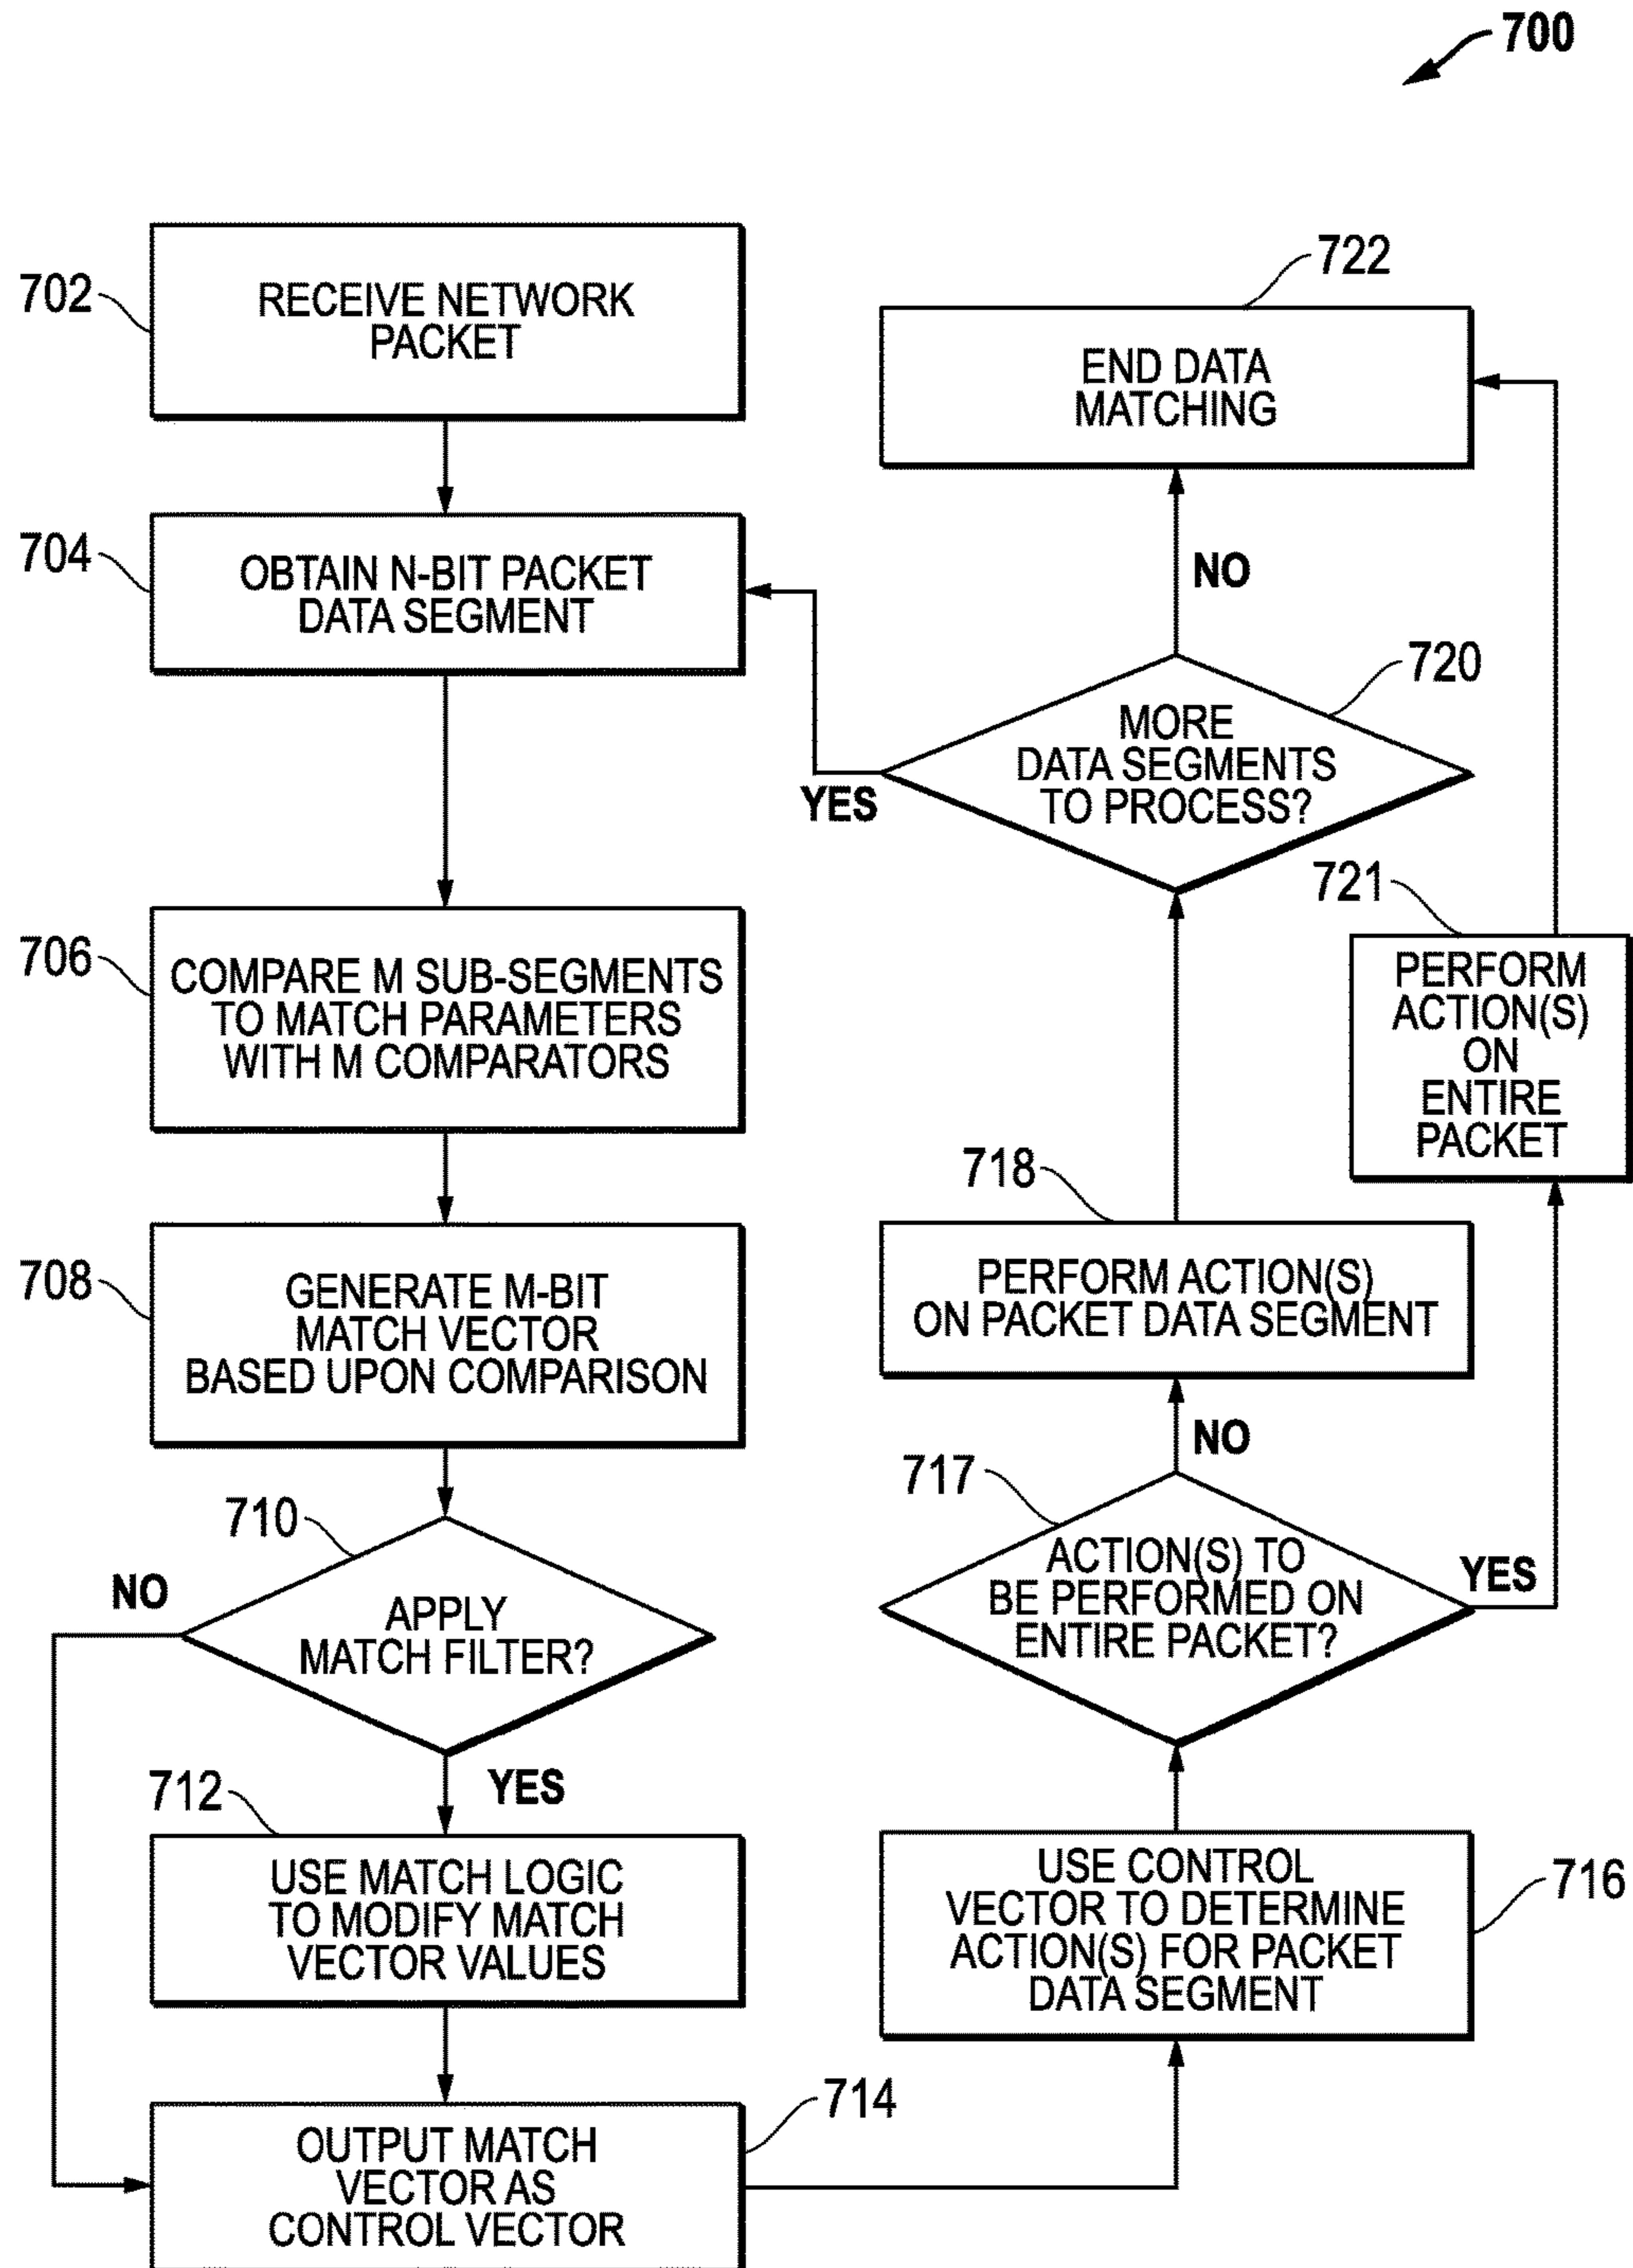 700
702
RECEIVE NETWORK
PACKET
704
OBTAIN N-BIT PACKET
DATA SEGMENT
706
COMPARE M SUB-SEGMENTS
TO MATCH PARAMETERS
WITH M COMPARATORS
708
GENERATE M-BIT
MATCH VECTOR
BASED UPON COMPARISON
710
NO
APPLY
MATCH FILTER?
YES
712
USE MATCH LOGIC
TO MODIFY MATCH
VECTOR VALUES
714
OUTPUT MATCH
VECTOR AS
CONTROL VECTOR
716
USE CONTROL
VECTOR TO DETERMINE
ACTION(S) FOR PACKET
DATA SEGMENT
717
ACTION(S) TO
BE PERFORMED ON
ENTIRE PACKET?
YES
NO
718
PERFORM ACTION(S)
ON PACKET DATA SEGMENT
720
MORE
DATA SEGMENTS
TO PROCESS?
YES
NO
721
PERFORM
ACTION(S)
ON
ENTIRE
PACKET
722
END DATA
MATCHING